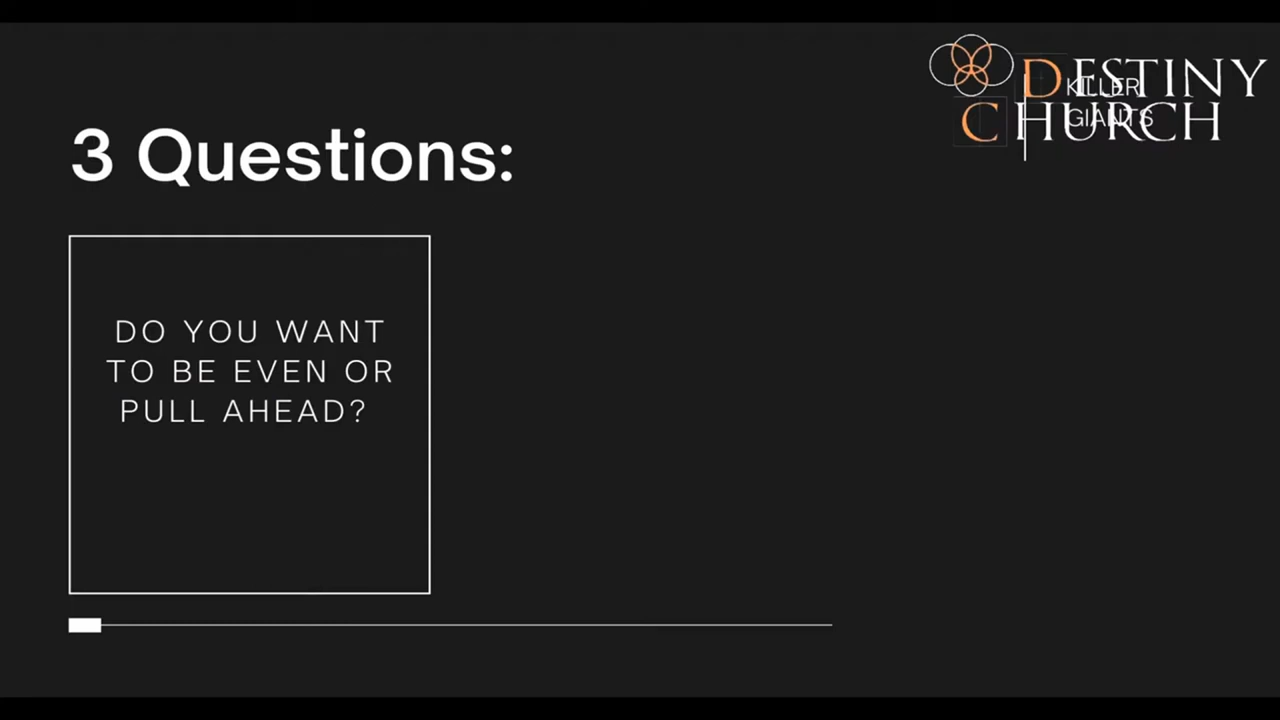 DESTINY
KILLER
CHURCH
GIANTS
3 Questions:
DO YOU WANT
TO BE EVEN OR
PULL AHEAD?